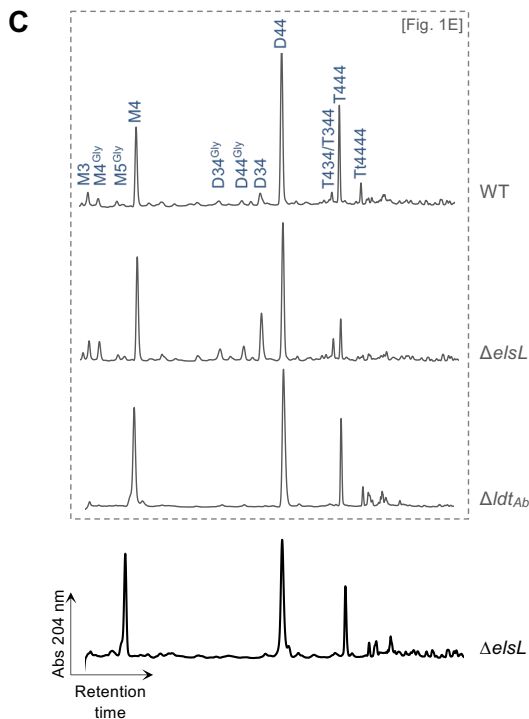 C
[Fig. 1E]
M3
M4Gly
M5Gly
M4
D34Gly
D44Gly
D34
D44
T434/T344
T444
Tt4444
WT
ΔelsL
ΔldtAb
ΔelsL
Abs 204 nm
Retention
time